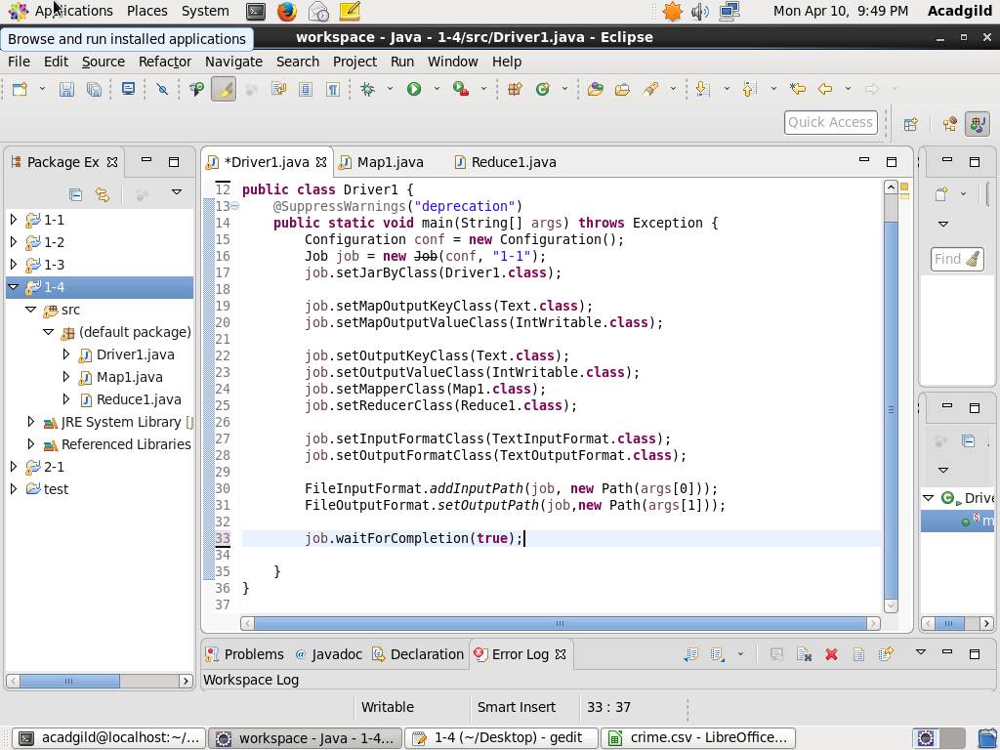 Applications Places System Mon Apr 10, 9:49 PM Acadgild
Browse and run installed applications
workspace - Java - 1-4/src/Driver1.java - Eclipse
File Edit Source Refactor Navigate Search Project Run Window Help
Quick Access
Package Ex
*Driver1.java Map1.java Reduce1.java
1-1
1-2
1-3
1-4
src
(default package)
Driver1.java
Map1.java
Reduce1.java
JRE System Library [J
Referenced Libraries
2-1
test
12 public class Driver1 {
13 @SuppressWarnings("deprecation")
14 public static void main(String[] args) throws Exception {
15 Configuration conf = new Configuration();
16 Job job = new Job(conf, "1-1");
17 job.setJarByClass(Driver1.class);
18
19 job.setMapOutputKeyClass(Text.class);
20 job.setMapOutputValueClass(IntWritable.class);
21
22 job.setOutputKeyClass(Text.class);
23 job.setOutputValueClass(IntWritable.class);
24 job.setMapperClass(Map1.class);
25 job.setReducerClass(Reduce1.class);
26
27 job.setInputFormatClass(TextInputFormat.class);
28 job.setOutputFormatClass(TextOutputFormat.class);
29
30 FileInputFormat.addInputPath(job, new Path(args[0]));
31 FileOutputFormat.setOutputPath(job,new Path(args[1]));
32
33 job.waitForCompletion(true);
34
35 }
36 }
37
Find
Drive
m
Problems @ Javadoc Declaration Error Log
Workspace Log
Writable Smart Insert 33 : 37
acadgild@localhost:~/... workspace - Java - 1-4... 1-4 (~/Desktop) - gedit crime.csv - LibreOffice...